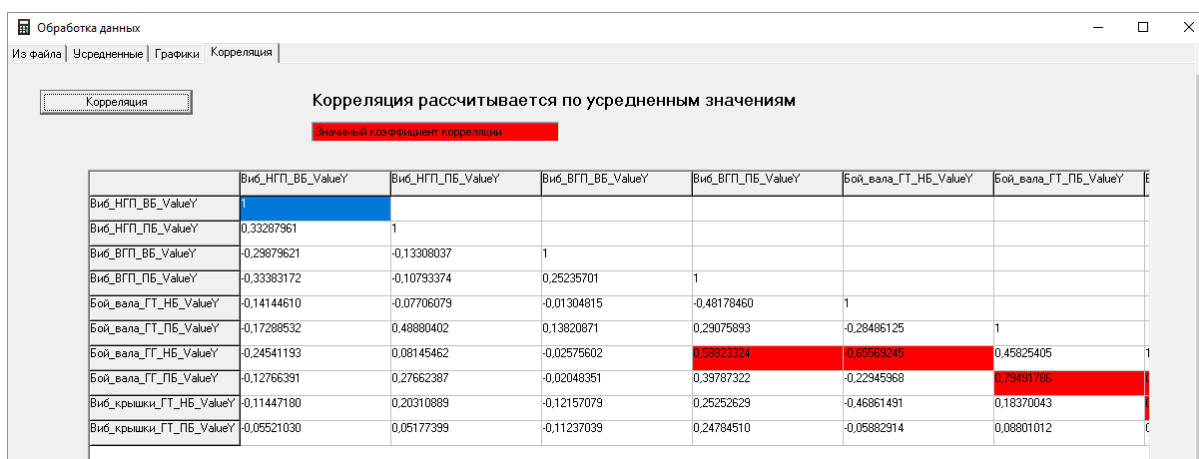 Обработка данных
Из файла Усредненные Графики Корреляция
Корреляция Корреляция рассчитывается по усредненным значениям
Значимый коэффициент корреляции
Виб_НГП_ВБ_ValueY Виб_НГП_ПБ_ValueY Виб_ВГП_ВБ_ValueY Виб_ВГП_ПБ_ValueY Бой_вала_ГТ_НБ_ValueY Бой_вала_ГТ_ПБ_ValueY
Виб_НГП_ВБ_ValueY 1
Виб_НГП_ПБ_ValueY 0,33287961 1
Виб_ВГП_ВБ_ValueY -0,29879621 -0,13308037 1
Виб_ВГП_ПБ_ValueY -0,33383172 -0,10793374 0,25235701 1
Бой_вала_ГТ_НБ_ValueY -0,14144610 -0,07706079 -0,01304815 -0,48178460 1
Бой_вала_ГТ_ПБ_ValueY -0,17288532 0,48880402 0,13820871 0,29075893 -0,28486125 1
Бой_вала_ГГ_НБ_ValueY -0,24541193 0,08145462 -0,02575602 0,58823324 -0,65569245 0,45825405 1
Бой_вала_ГГ_ПБ_ValueY -0,12766391 0,27662387 -0,02048351 0,39787322 -0,22945968 0,79491786
Виб_крышки_ГТ_НБ_ValueY -0,11447180 0,20310889 -0,12157079 0,25252629 -0,46861491 0,18370043
Виб_крышки_ГТ_ПБ_ValueY -0,05521030 0,05177399 -0,11237039 0,24784510 -0,05882914 0,08801012